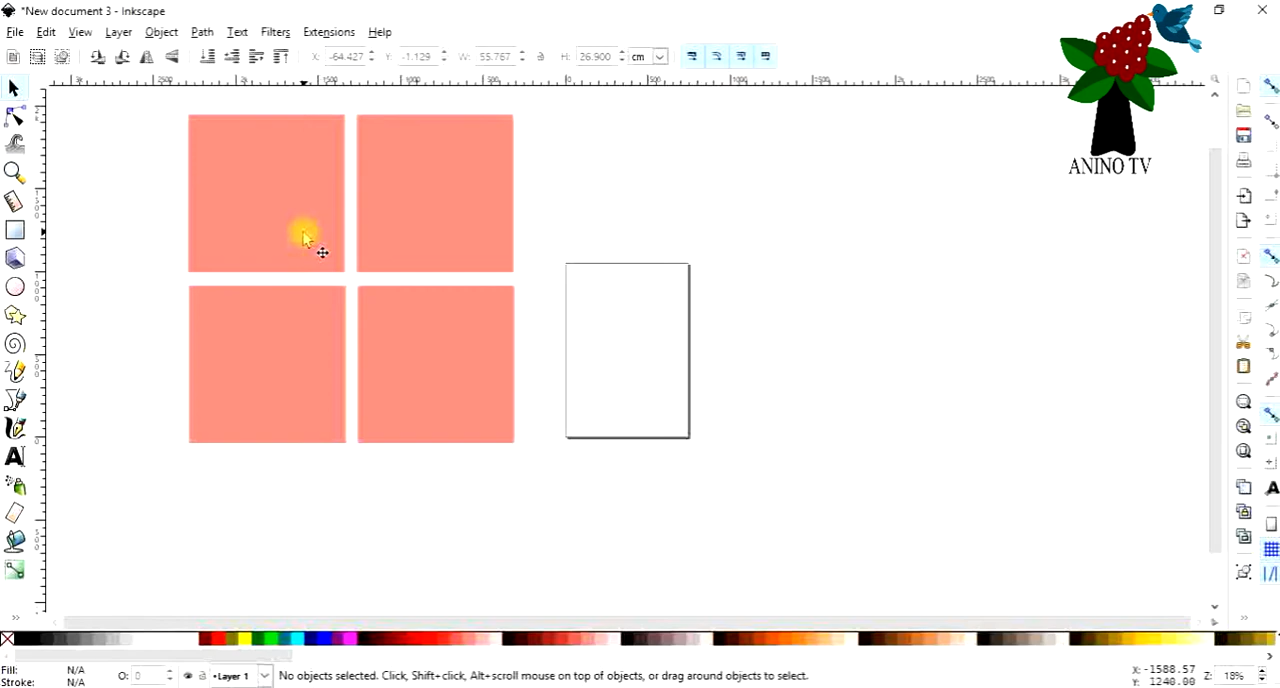 *New document 3 - Inkscape
File Edit View Layer Object Path Text Filters Extensions Help
X: -64.427 Y: -1.129 W: 55.767 H: 26.900 cm
ANINO TV
Fill: N/A
Stroke: N/A
O: 0
•Layer 1
No objects selected. Click, Shift+click, Alt+scroll mouse on top of objects, or drag around objects to select.
X: -1588.57
Y: 1240.00
Z: 18%